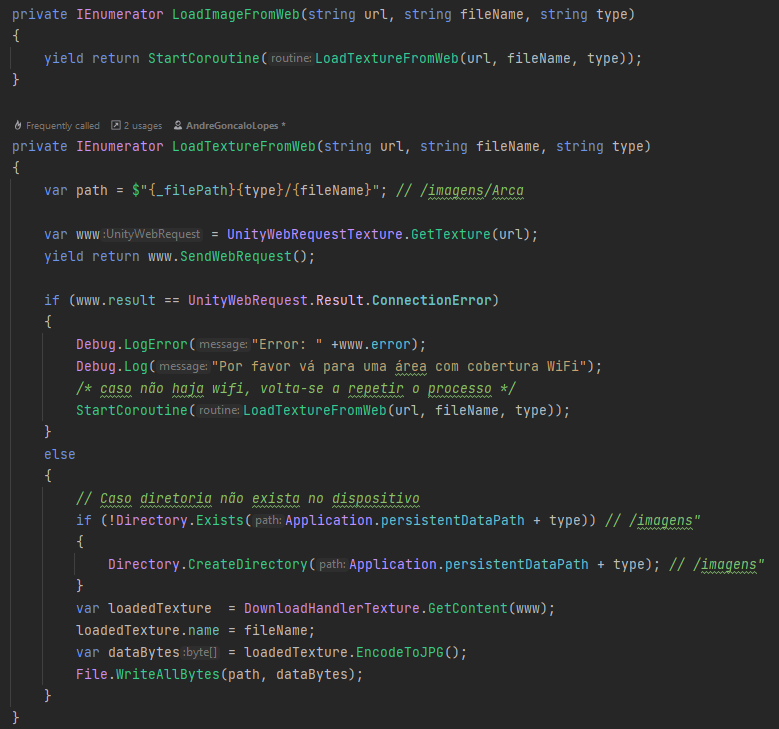 private IEnumerator LoadImageFromWeb(string url, string fileName, string type)
{
yield return StartCoroutine( routine: LoadTextureFromWeb(url, fileName, type));
}
Frequently called 2 usages AndreGoncaloLopes *
private IEnumerator LoadTextureFromWeb(string url, string fileName, string type)
{
var path = $"{_filePath}{type}/{fileName}"; // /imagens/Arca
var www :UnityWebRequest = UnityWebRequestTexture.GetTexture(url);
yield return www.SendWebRequest();
if (www.result == UnityWebRequest.Result.ConnectionError)
{
Debug.LogError( message: "Error: " +www.error);
Debug.Log( message: "Por favor vá para uma área com cobertura WiFi");
/* caso não haja wifi, volta-se a repetir o processo */
StartCoroutine( routine: LoadTextureFromWeb(url, fileName, type));
}
else
{
// Caso diretoria não exista no dispositivo
if (!Directory.Exists( path: Application.persistentDataPath + type)) // /imagens"
{
Directory.CreateDirectory( path: Application.persistentDataPath + type); // /imagens"
}
var loadedTexture  = DownloadHandlerTexture.GetContent(www);
loadedTexture.name = fileName;
var dataBytes :byte[] = loadedTexture.EncodeToJPG();
File.WriteAllBytes(path, dataBytes);
}
}